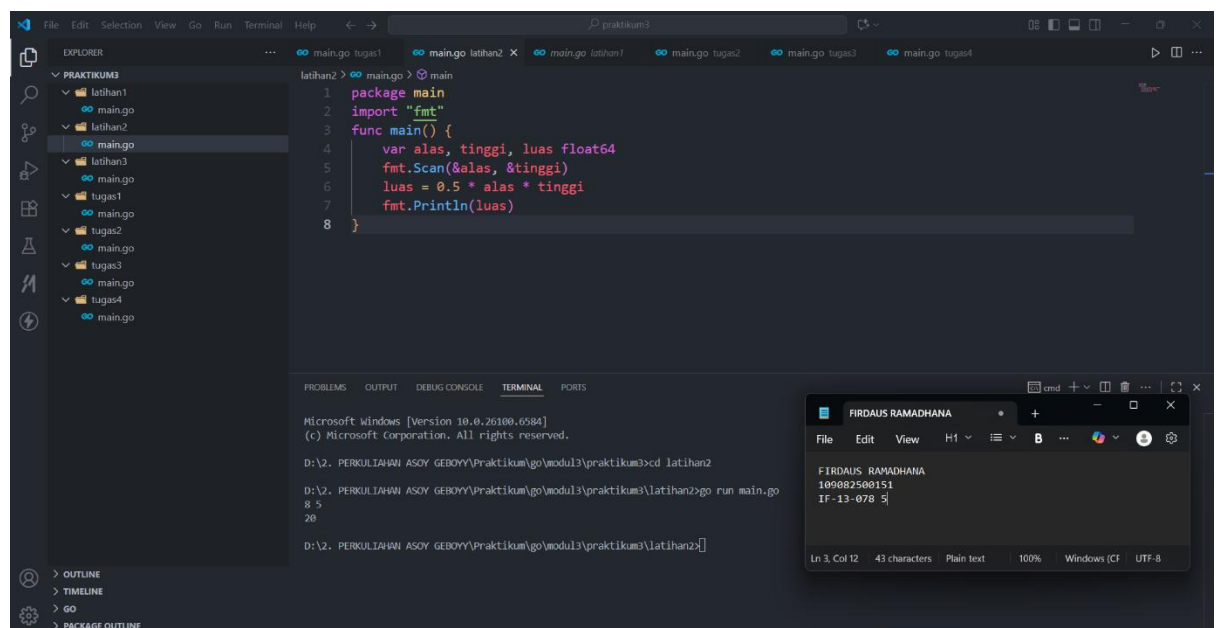 File Edit Selection View Go Run Terminal Help
praktikum3
EXPLORER
PRAKTIKUM3
latihan1
main.go
latihan2
main.go
latihan3
main.go
tugas1
main.go
tugas2
main.go
tugas3
main.go
tugas4
main.go
OUTLINE
TIMELINE
GO
PACKAGE OUTLINE
main.go tugas1 main.go latihan2 main.go latihan1 main.go tugas2 main.go tugas3 main.go tugas4
latihan2 > main.go > main
1 package main
2 import "fmt"
3 func main() {
4 var alas, tinggi, luas float64
5 fmt.Scan(&alas, &tinggi)
6 luas = 0.5 * alas * tinggi
7 fmt.Println(luas)
8 }
PROBLEMS OUTPUT DEBUG CONSOLE TERMINAL PORTS
cmd
Microsoft Windows [Version 10.0.26100.6584]
(c) Microsoft Corporation. All rights reserved.
D:\2. PERKULIAHAN ASOY GEBOYY\Praktikum\go\modul3\praktikum3>cd latihan2
D:\2. PERKULIAHAN ASOY GEBOYY\Praktikum\go\modul3\praktikum3\latihan2>go run main.go
8 5
20
D:\2. PERKULIAHAN ASOY GEBOYY\Praktikum\go\modul3\praktikum3\latihan2>
FIRDAUS RAMADHANA
File Edit View H1 B
FIRDAUS RAMADHANA
109082500151
IF-13-078 5
Ln 3, Col 12 43 characters Plain text 100% Windows (CF UTF-8